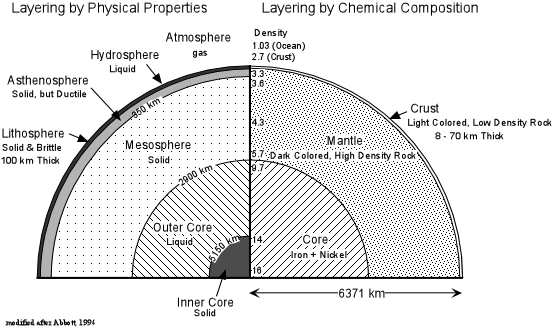 Layering by Physical Properties
Layering by Chemical Composition
Atmosphere
gas
Density
1.03 (Ocean)
2.7 (Crust)
Hydrosphere
Liquid
Asthenosphere
Solid, but Ductile
Lithosphere
Solid & Brittle
100 km Thick
350 km
3.3
3.6
Crust
Light Colored, Low Density Rock
8 - 70 km Thick
4.3
Mesosphere
Solid
Mantle
Dark Colored, High Density Rock
5.7
9.7
2900 km
Outer Core
Liquid
5150 km
14
Core
Iron + Nickel
16
Inner Core
Solid
6371 km
modified after Abbott, 1996